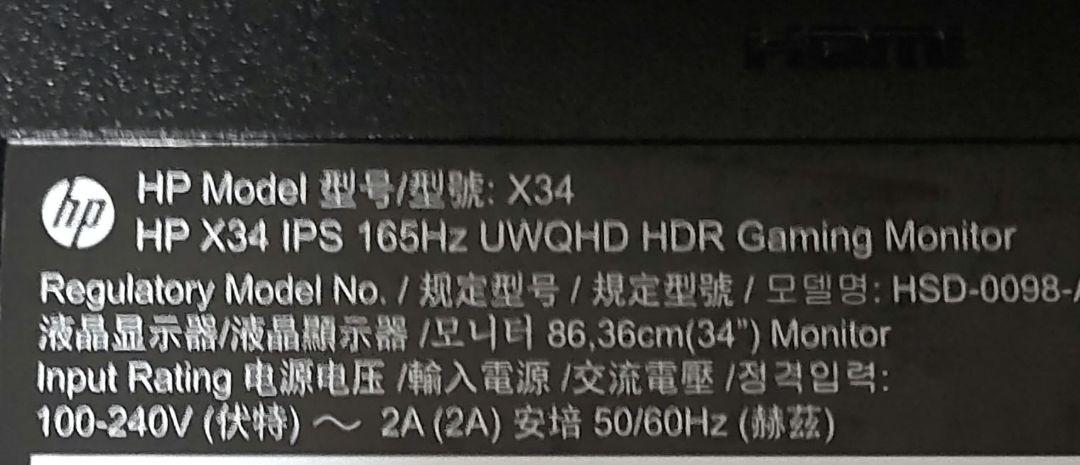 HDMI
hp
HP Model 型号/型號: X34
HP X34 IPS 165Hz UWQHD HDR Gaming Monitor
Regulatory Model No. / 规定型号 / 規定型號 / 모델명: HSD-0098-
液晶显示器/液晶顯示器 /모니터 86,36cm(34") Monitor
Input Rating 电源电压 /輸入電源 /交流電壓 /정격입력:
100-240V (伏特) ～ 2A (2A) 安培 50/60Hz (赫茲)